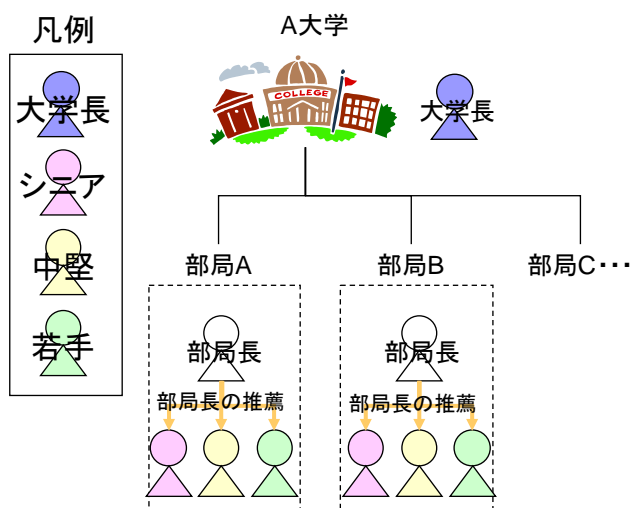 凡例
A大学
COLLEGE
大学長
大学長
シニア
中堅
若手
部局A
部局B
部局C・・・
部局長
部局長
部局長の推薦
部局長の推薦